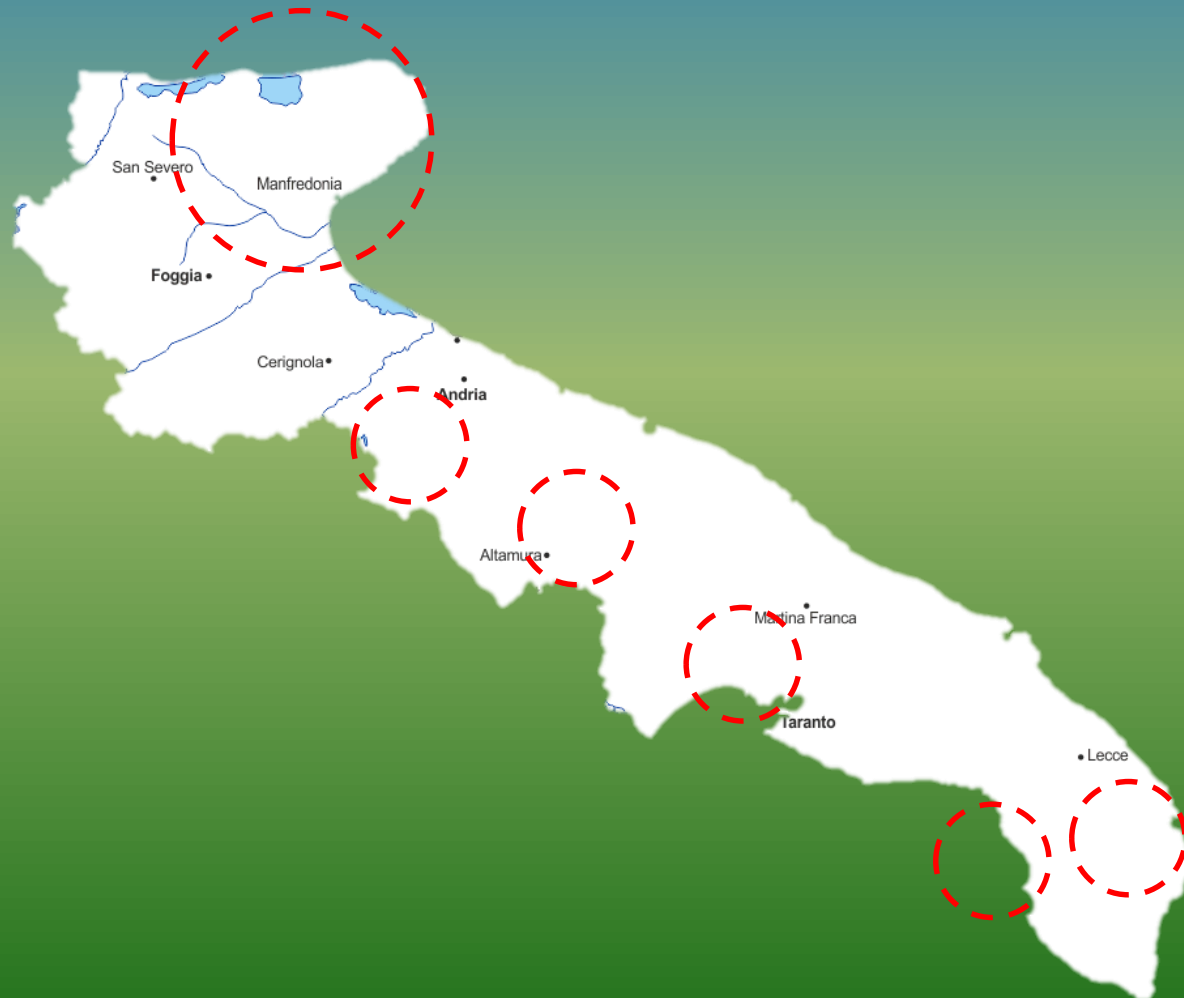 San Severo
Manfredonia
Foggia
Cerignola
Andria
Altamura
Martina Franca
Taranto
Lecce